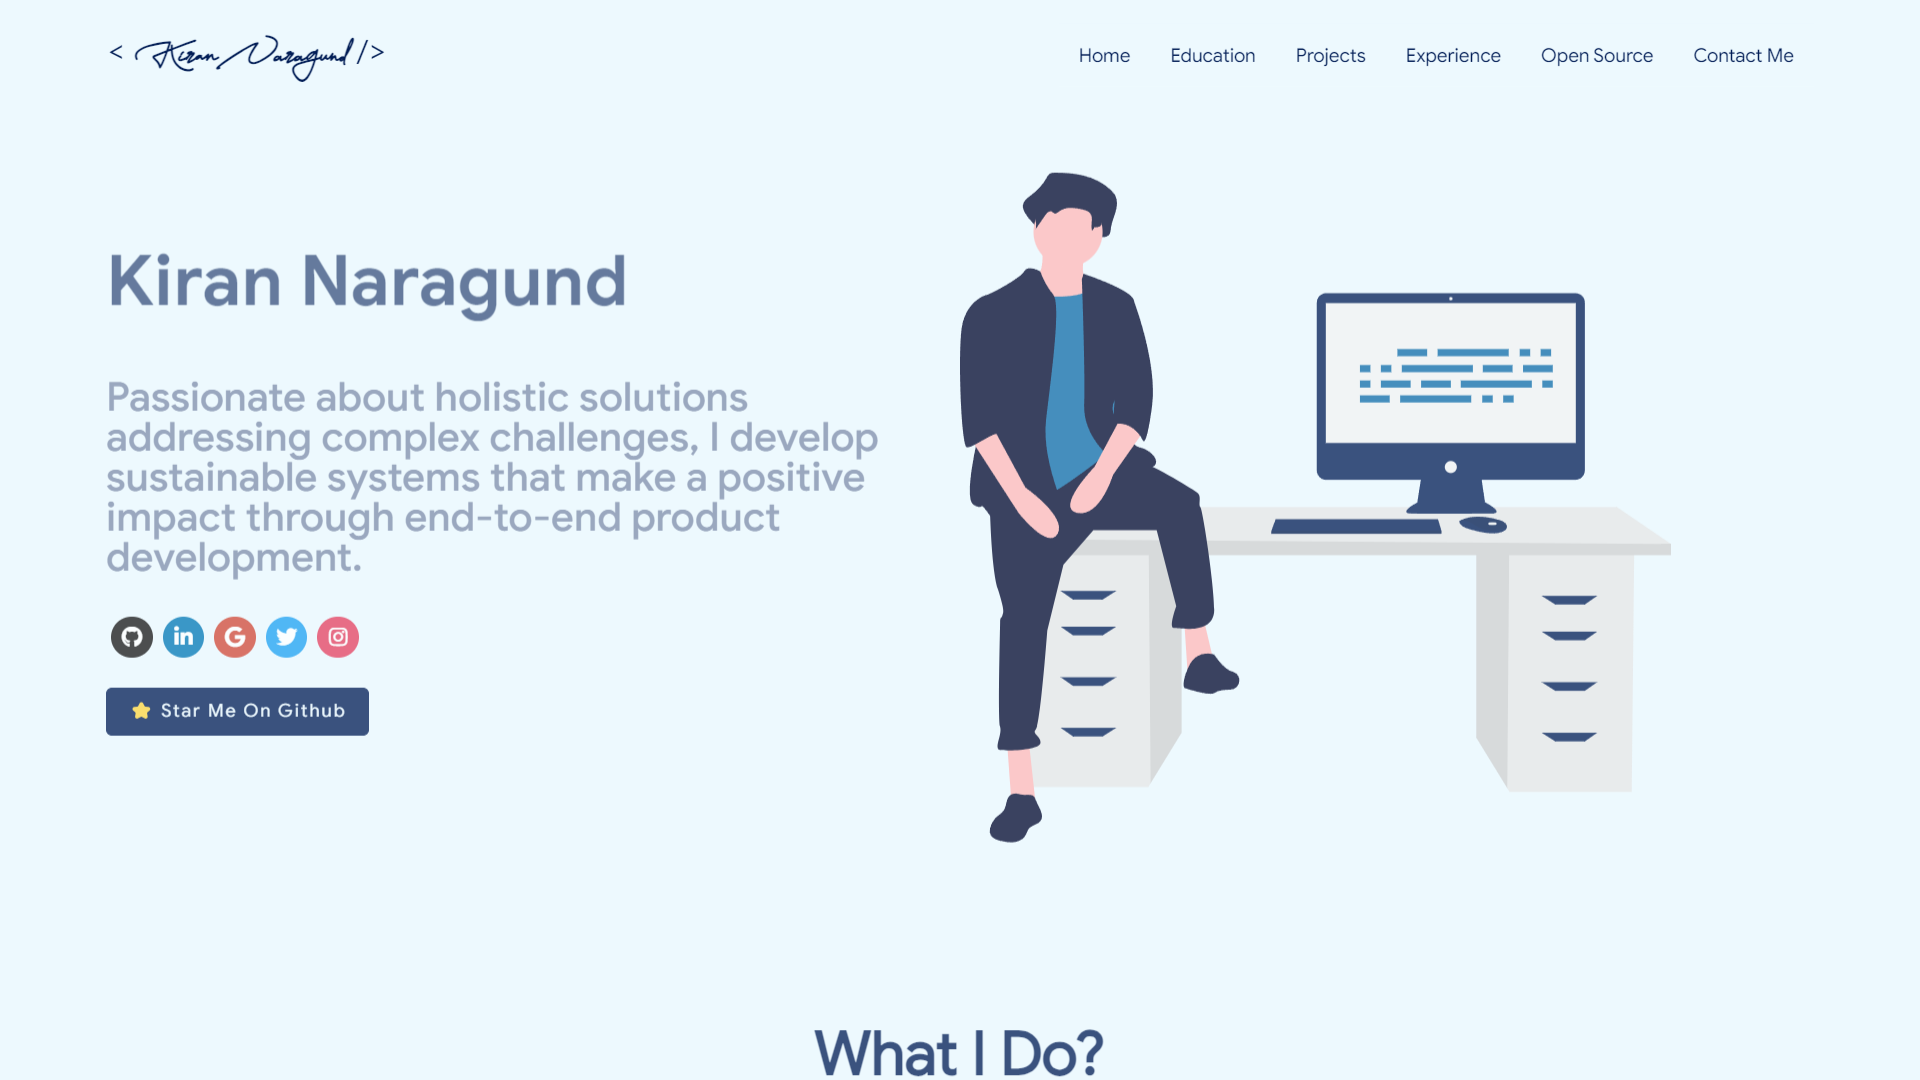 < Kiran Naragund />
Home Education Projects Experience Open Source Contact Me
Kiran Naragund
Passionate about holistic solutions
addressing complex challenges, I develop
sustainable systems that make a positive
impact through end-to-end product
development.
in G
Star Me On Github
What I Do?